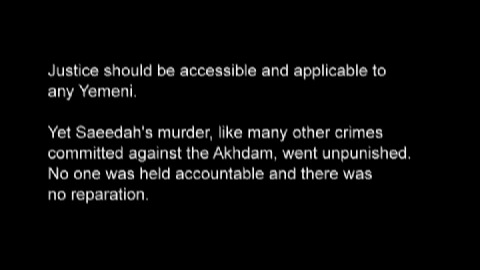 Justice should be accessible and applicable to
any Yemeni.
Yet Saeedah's murder, like many other crimes
committed against the Akhdam, went unpunished.
No one was held accountable and there was
no reparation.